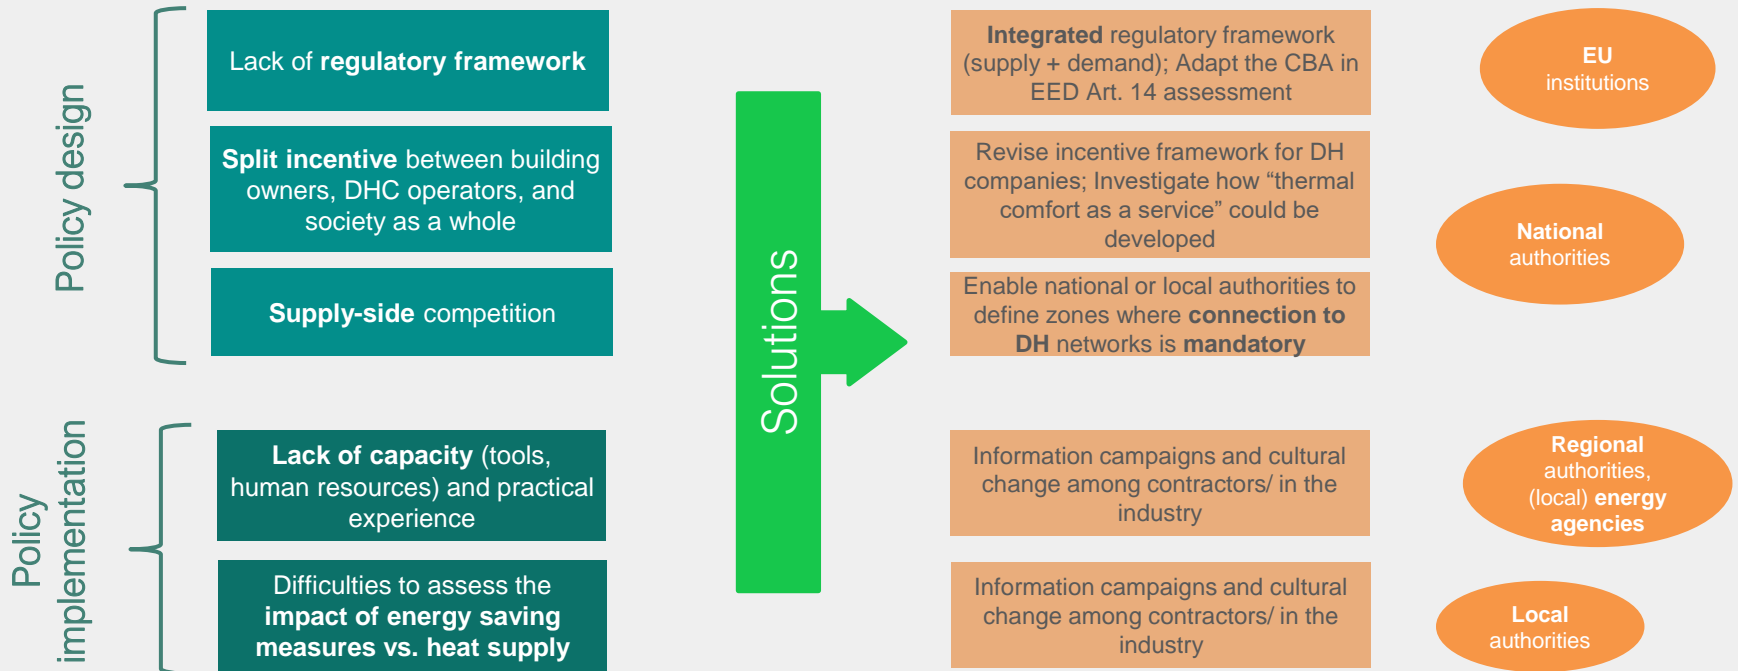 Policy design
Lack of regulatory framework
Split incentive between building
owners, DHC operators, and
society as a whole
Supply-side competition
Policy
implementation
Lack of capacity (tools,
human resources) and practical
experience
Difficulties to assess the
impact of energy saving
measures vs. heat supply
Solutions
Integrated regulatory framework
(supply + demand); Adapt the CBA in
EED Art. 14 assessment
Revise incentive framework for DH
companies; Investigate how “thermal
comfort as a service” could be
developed
Enable national or local authorities to
define zones where connection to
DH networks is mandatory
Information campaigns and cultural
change among contractors/ in the
industry
Information campaigns and cultural
change among contractors/ in the
industry
EU
institutions
National
authorities
Regional
authorities,
(local) energy
agencies
Local
authorities